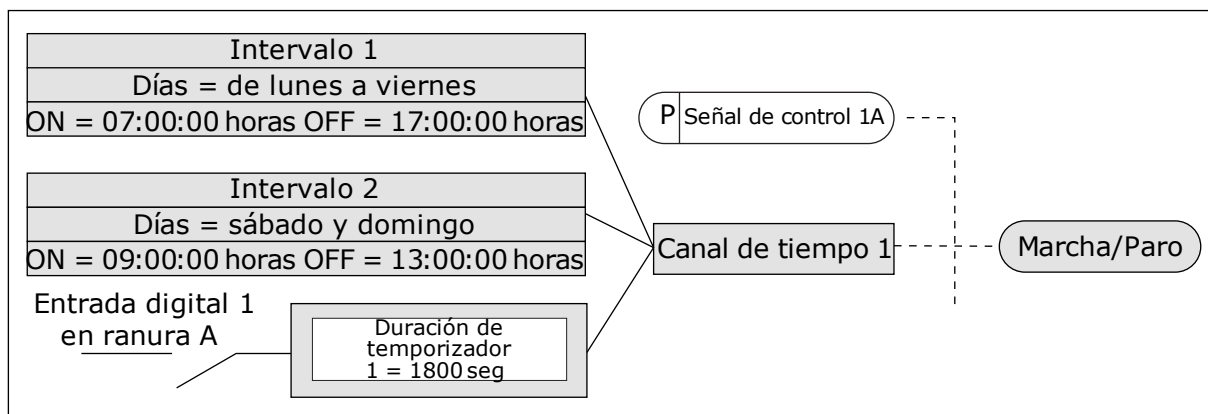 Intervalo 1
Días = de lunes a viernes
ON = 07:00:00 horas OFF = 17:00:00 horas
P Señal de control 1A
Intervalo 2
Días = sábado y domingo
ON = 09:00:00 horas OFF = 13:00:00 horas
Canal de tiempo 1
Marcha/Paro
Entrada digital 1
en ranura A
Duración de
temporizador
1 = 1800 seg